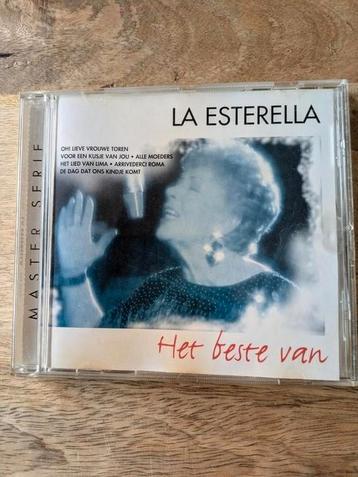 LA ESTERELLA
OH! LIEVE VROUWE TOREN
VOOR EEN KUSJE VAN JOU • ALLE MOEDERS
HET LIED VAN LIMA • ARRIVEDERCI ROMA
DE DAG DAT ONS KINDJE KOMT
Het beste van
MASTER SERIE